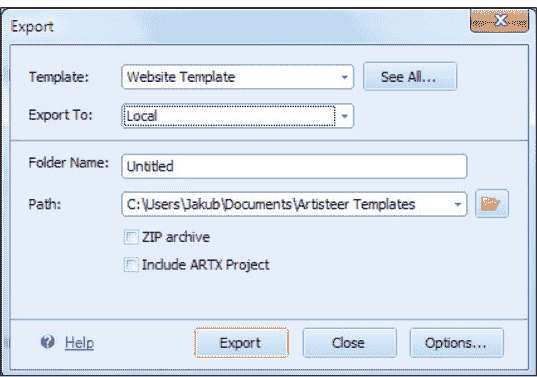 Export
Template: Website Template See All...
Export To: Local
Folder Name: Untitled
Path: C:\Users\Jakub\Documents\Artisteer Templates
ZIP archive
Include ARTX Project
Help Export Close Options...